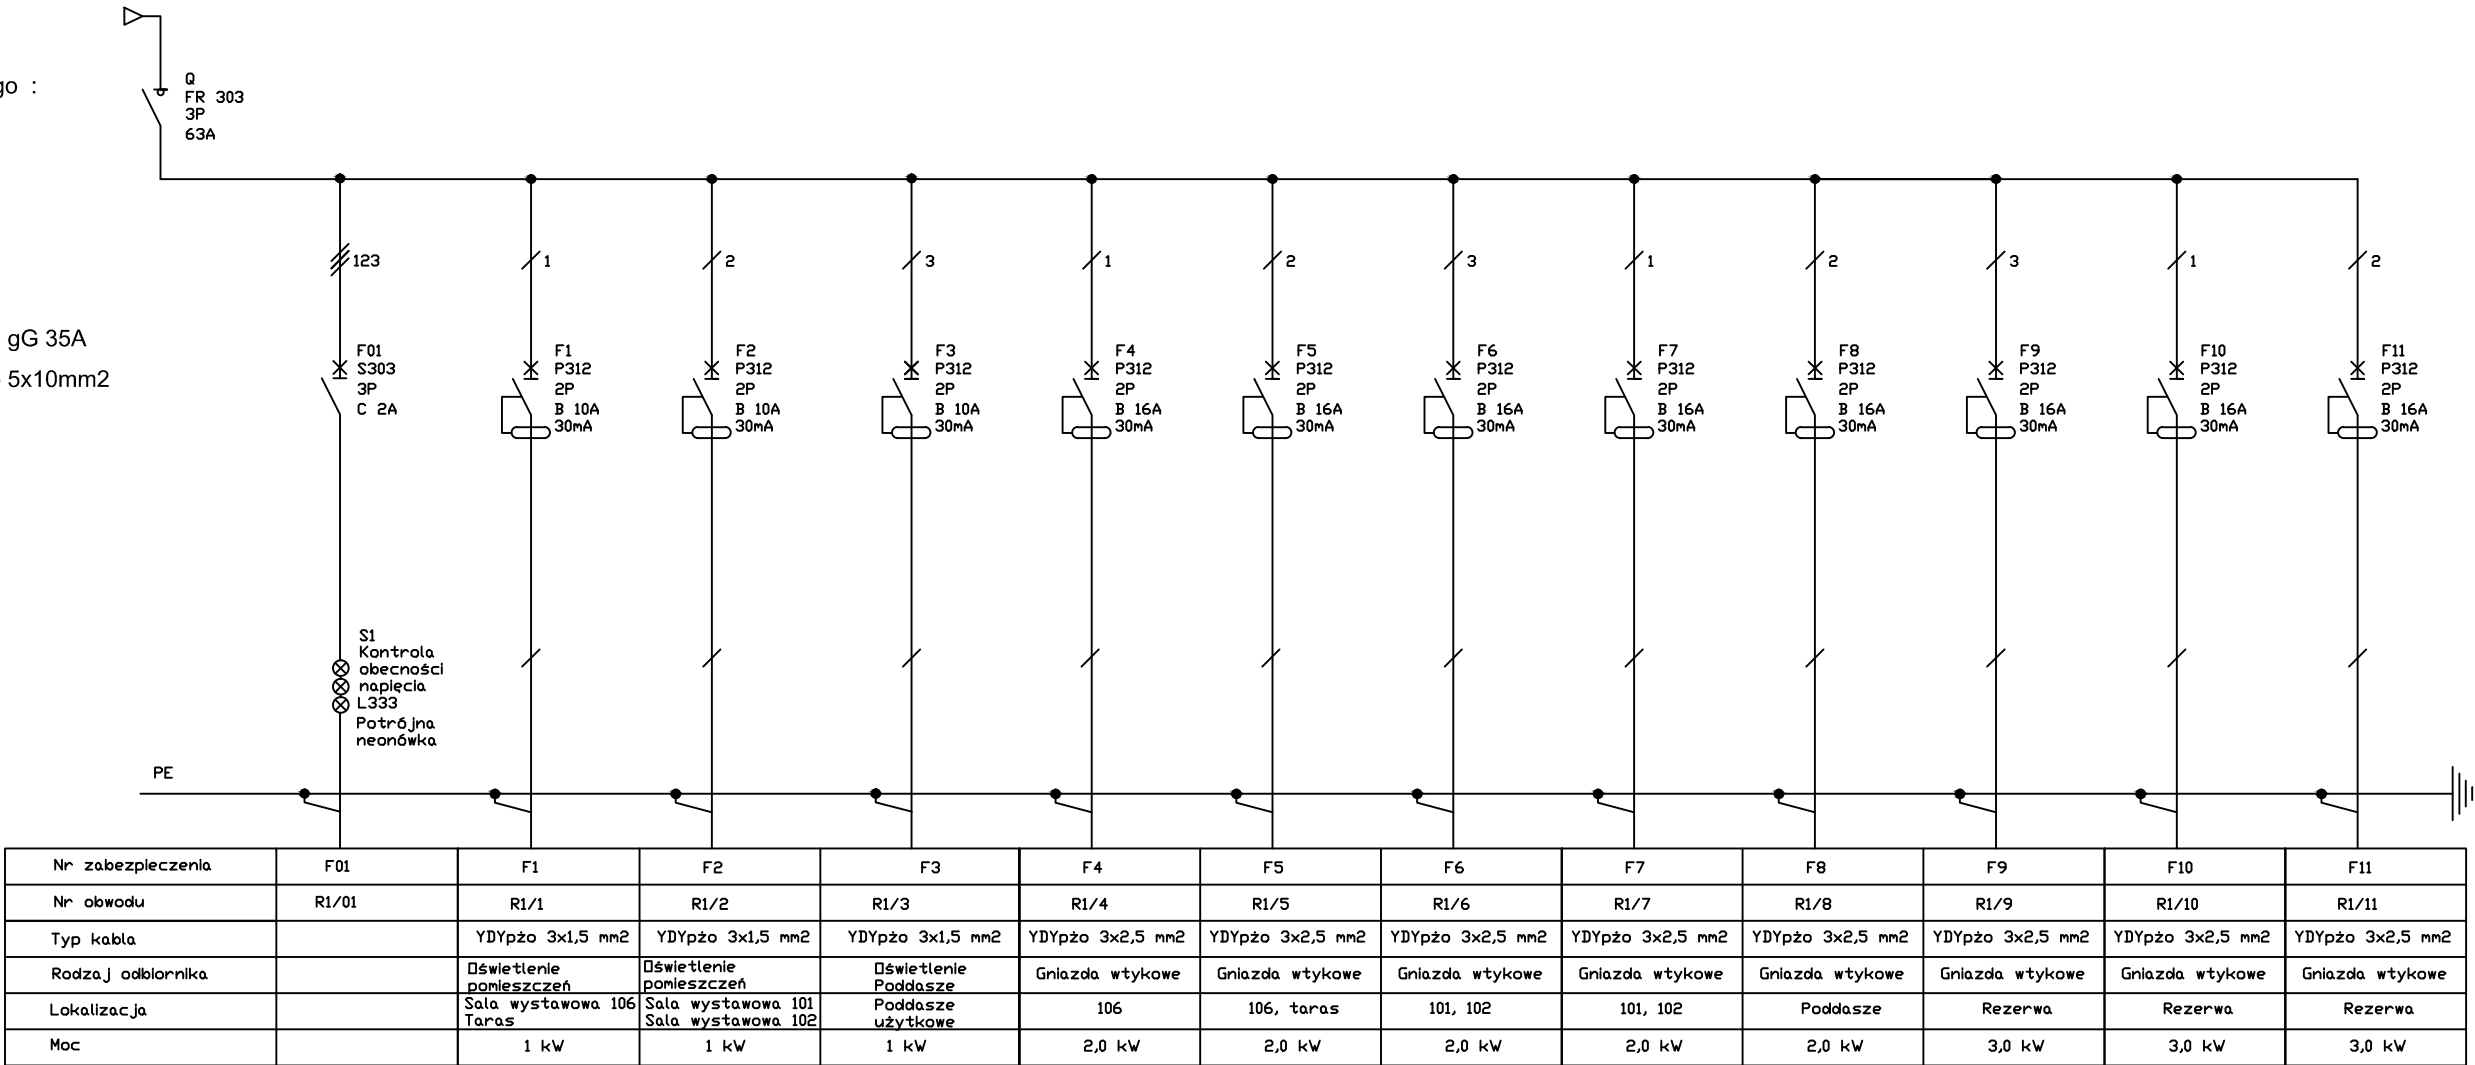 go :
Q
FR 303
3P
63A
123
1
2
3
1
2
3
1
2
3
1
2
gG 35A
5x10mm2
F01
S303
3P
C 2A
F1
P312
2P
B 10A
30mA
F2
P312
2P
B 10A
30mA
F3
P312
2P
B 10A
30mA
F4
P312
2P
B 16A
30mA
F5
P312
2P
B 16A
30mA
F6
P312
2P
B 16A
30mA
F7
P312
2P
B 16A
30mA
F8
P312
2P
B 16A
30mA
F9
P312
2P
B 16A
30mA
F10
P312
2P
B 16A
30mA
F11
P312
2P
B 16A
30mA
S1
Kontrola
obecności
napięcia
L333
Potrójna
neonówka
PE
Nr zabezpieczenia F01 F1 F2 F3 F4 F5 F6 F7 F8 F9 F10 F11
Nr obwodu R1/01 R1/1 R1/2 R1/3 R1/4 R1/5 R1/6 R1/7 R1/8 R1/9 R1/10 R1/11
Typ kabla YDYpżo 3x1,5 mm2 YDYpżo 3x1,5 mm2 YDYpżo 3x1,5 mm2 YDYpżo 3x2,5 mm2 YDYpżo 3x2,5 mm2 YDYpżo 3x2,5 mm2 YDYpżo 3x2,5 mm2 YDYpżo 3x2,5 mm2 YDYpżo 3x2,5 mm2 YDYpżo 3x2,5 mm2 YDYpżo 3x2,5 mm2
Rodzaj odbiornika
Oświetlenie
pomieszczeń
Oświetlenie
pomieszczeń
Oświetlenie
Poddasze
Gniazda wtykowe Gniazda wtykowe Gniazda wtykowe Gniazda wtykowe Gniazda wtykowe Gniazda wtykowe Gniazda wtykowe Gniazda wtykowe
Lokalizacja
Sala wystawowa 106
Taras
Sala wystawowa 101
Sala wystawowa 102
Poddasze
użytkowe
106 106, taras 101, 102 101, 102 Poddasze Rezerwa Rezerwa Rezerwa
Moc 1 kW 1 kW 1 kW 2,0 kW 2,0 kW 2,0 kW 2,0 kW 2,0 kW 3,0 kW 3,0 kW 3,0 kW